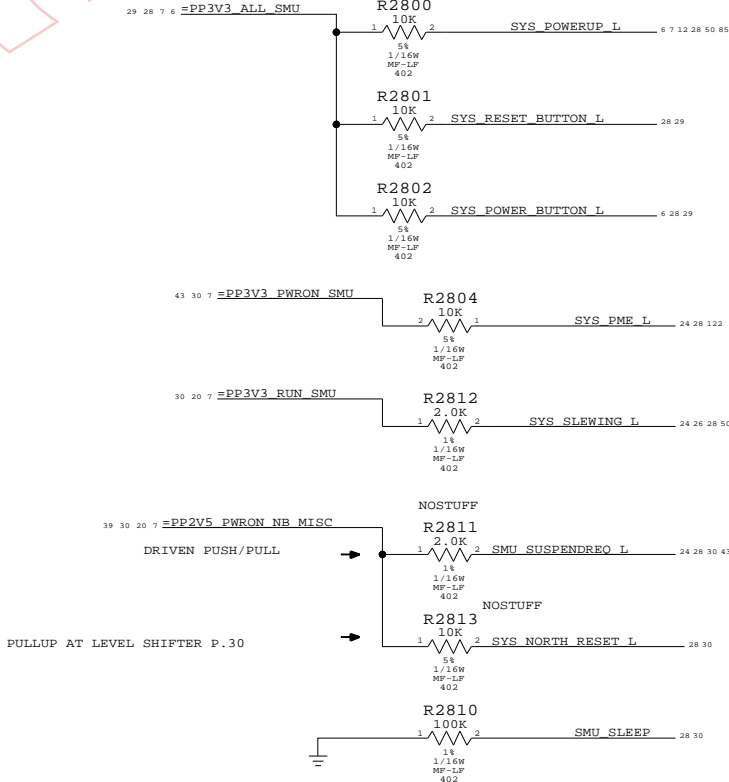 R2800
29 28 7 6 =PP3V3_ALL_SMU
10K
1 2 SYS_POWERUP_L 6 7 12 28 50 85
5%
1/16W
MF-LF
402
R2801
10K
1 2 SYS_RESET_BUTTON_L 28 29
5%
1/16W
MF-LF
402
R2802
10K
1 2 SYS_POWER_BUTTON_L 6 28 29
5%
1/16W
MF-LF
402
43 30 7 =PP3V3_PWRON_SMU
R2804
10K
2 1 SYS_PME_L 24 28 122
5%
1/16W
MF-LF
402
30 20 7 =PP3V3_RUN_SMU
R2812
2.0K
1 2 SYS_SLEWING_L 24 26 28 50
1%
1/16W
MF-LF
402
NOSTUFF
39 30 20 7 =PP2V5_PWRON_NB_MISC
R2811
2.0K
DRIVEN PUSH/PULL
1 2 SMU_SUSPENDREQ_L 24 28 30 43
1%
1/16W
MF-LF
402
NOSTUFF
R2813
10K
PULLUP AT LEVEL SHIFTER P.30
1 2 SYS_NORTH_RESET_L 28 30
5%
1/16W
MF-LF
402
R2810
100K
1 2 SMU_SLEEP 28 30
1%
1/16W
MF-LF
402